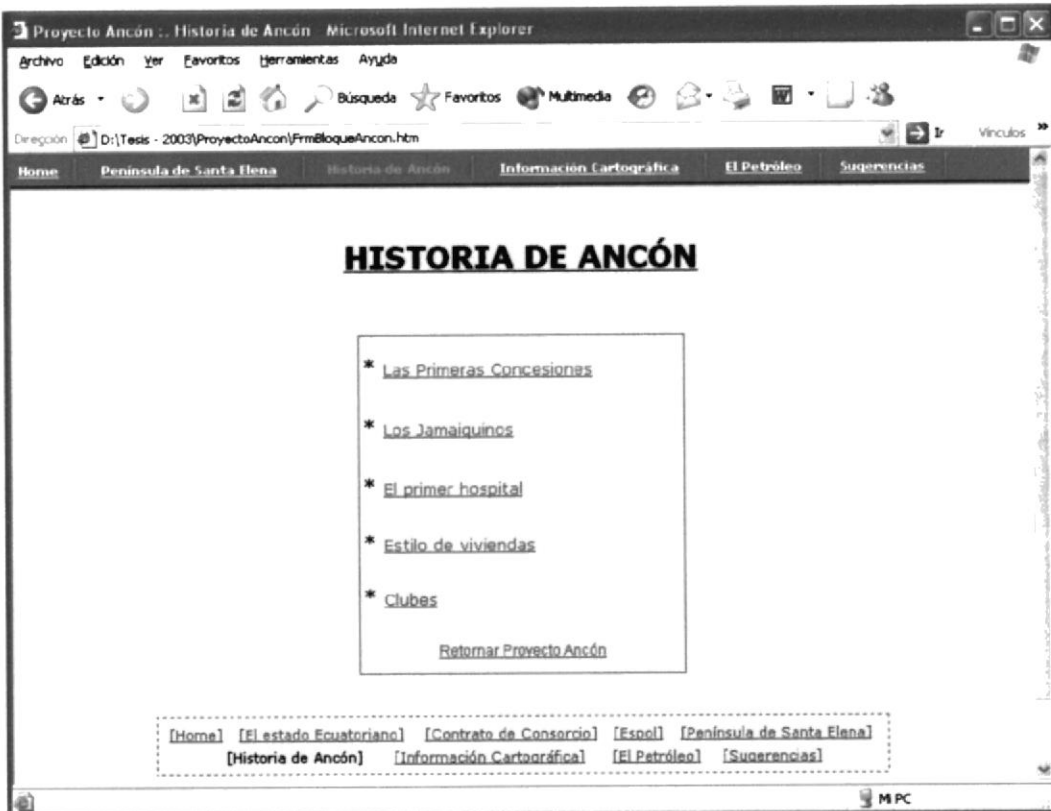 Proyecto Ancón :. Historia de Ancón Microsoft Internet Explorer
Archivo Edición Ver Favoritos Herramientas Ayuda
Atrás Búsqueda Favoritos Multimedia
Dirección D:\Tesis - 2003\ProyectoAncon\FrmBloqueAncon.htm Ir Vínculos »
Home Península de Santa Elena Historia de Ancón Información Cartográfica El Petróleo Sugerencias
HISTORIA DE ANCÓN
* Las Primeras Concesiones
* Los Jamaiquinos
* El primer hospital
* Estilo de viviendas
* Clubes
Retornar Proyecto Ancón
[Home] [El estado Ecuatoriano] [Contrato de Consorcio] [Espol] [Península de Santa Elena]
[Historia de Ancón] [Información Cartográfica] [El Petróleo] [Sugerencias]
Mi PC